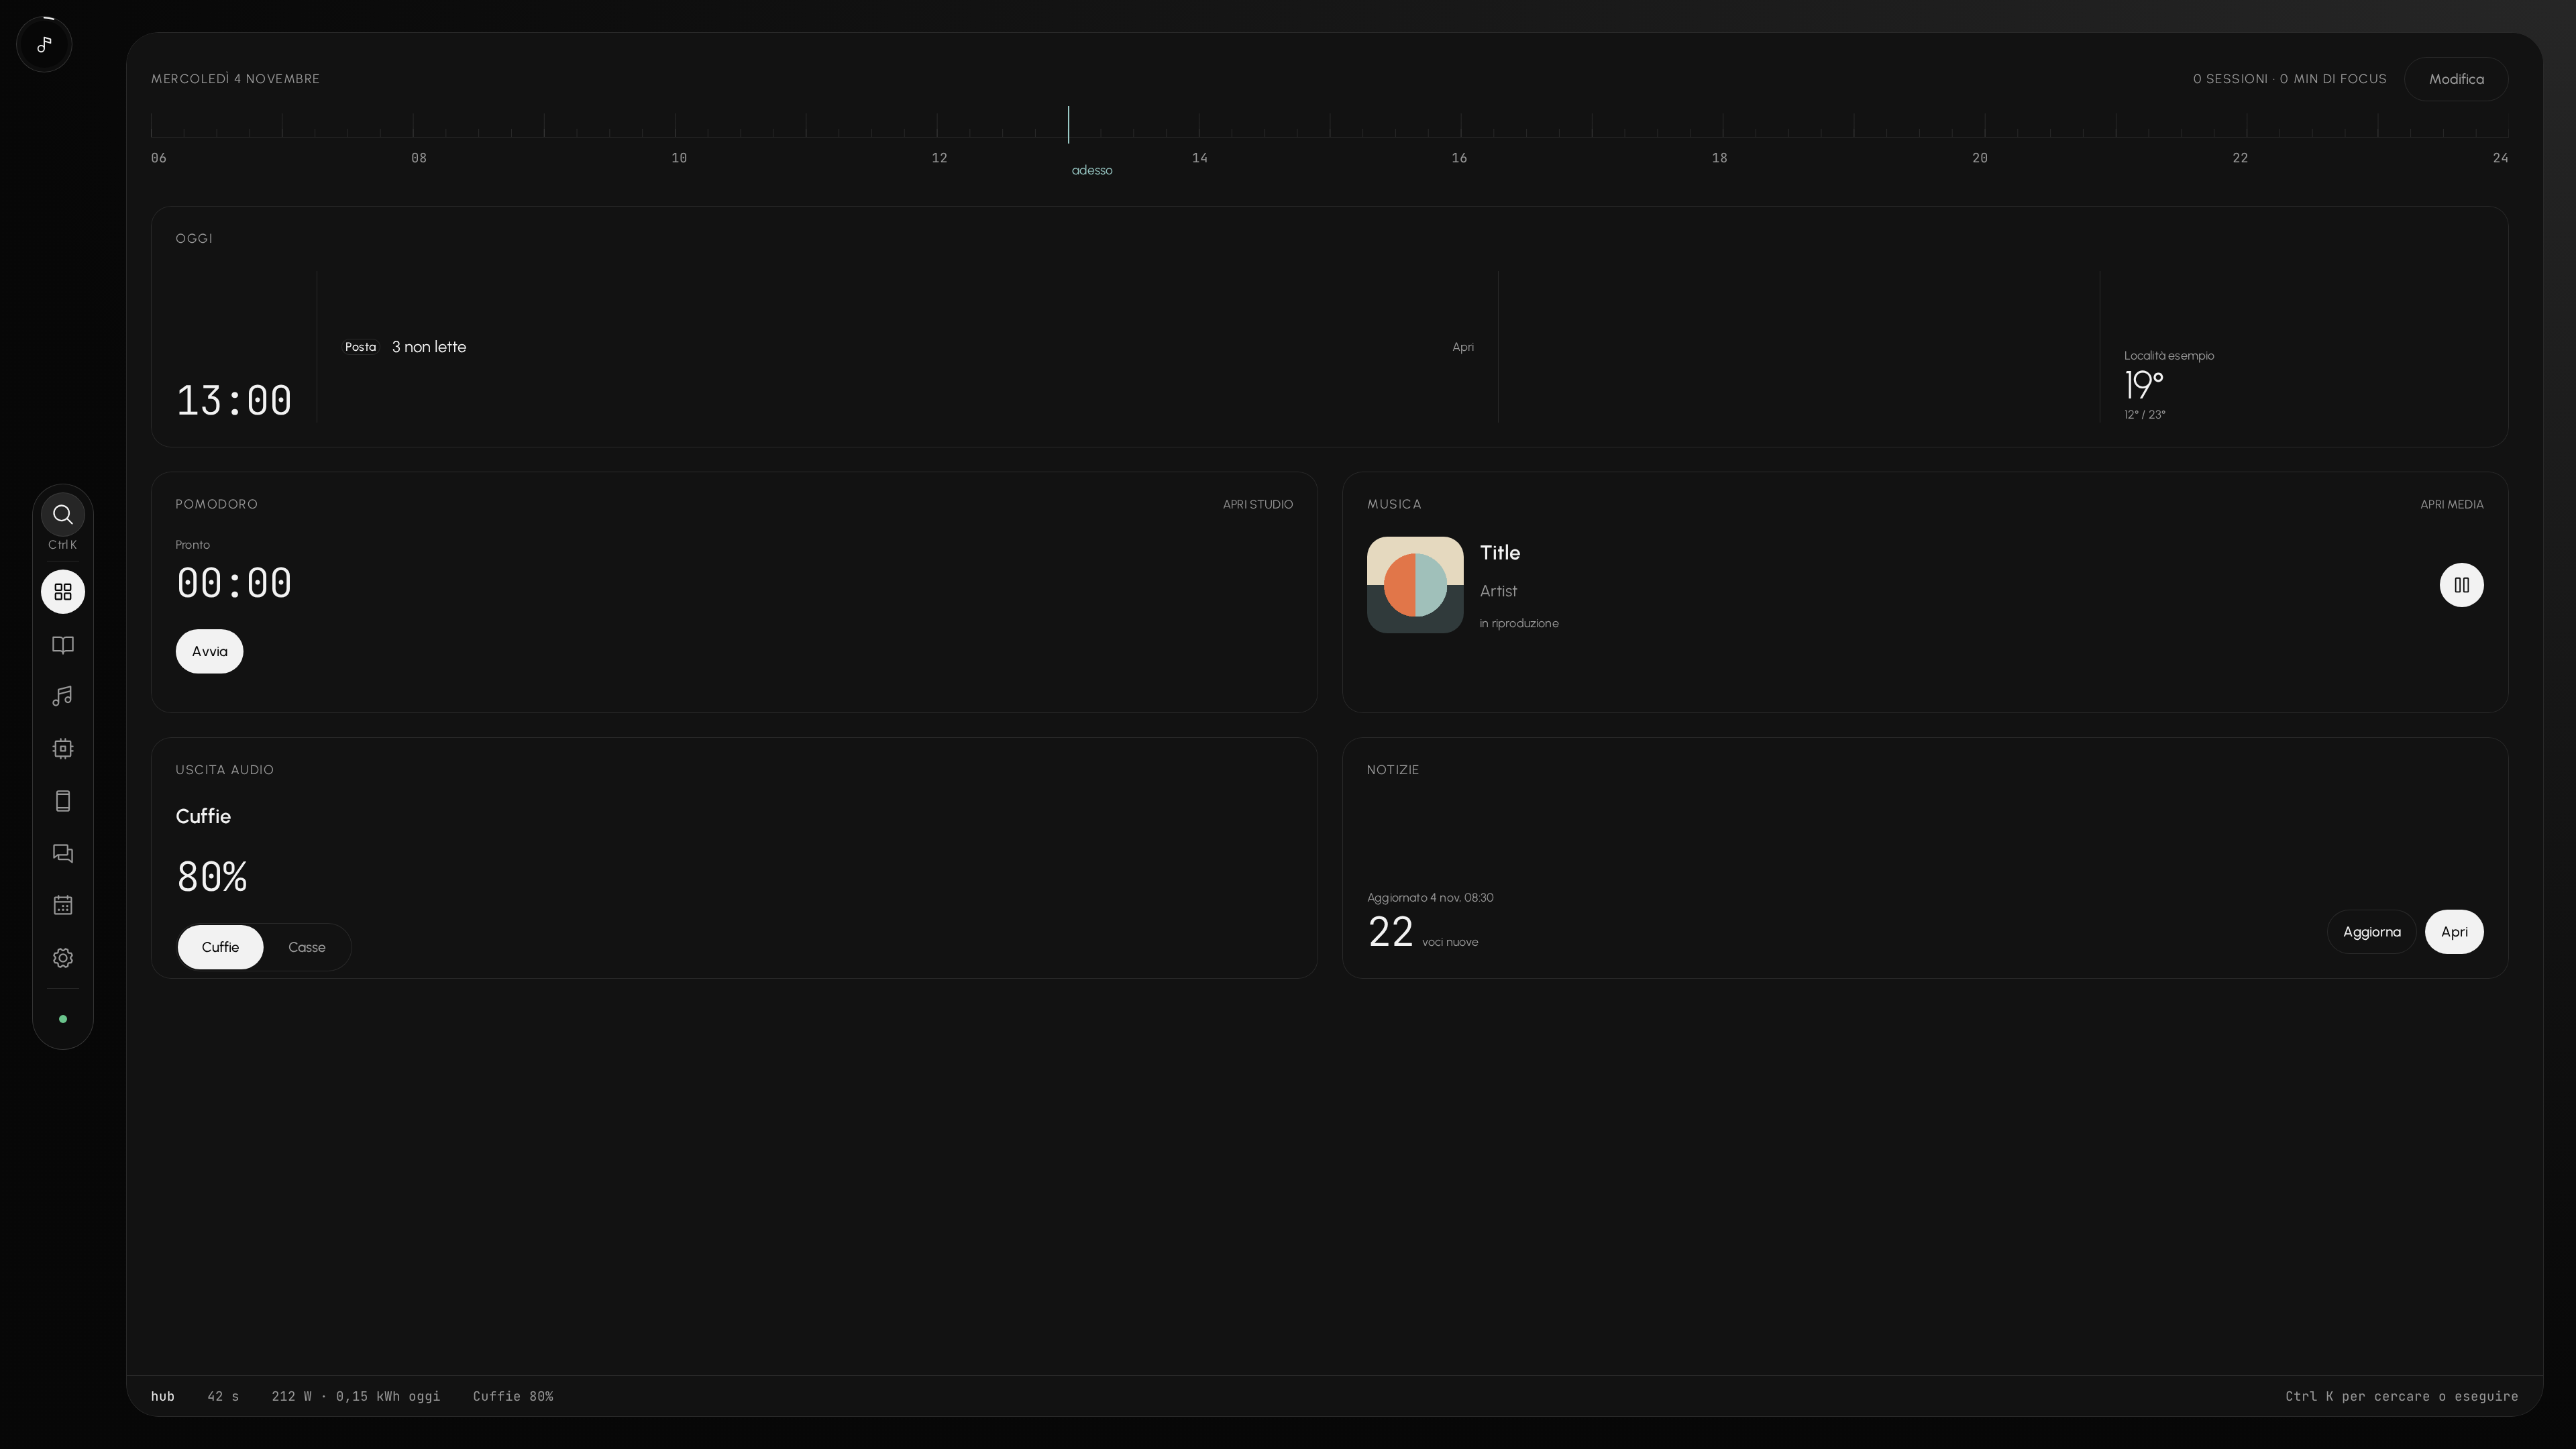 MERCOLEDÌ 4 NOVEMBRE
0 SESSIONI · 0 MIN DI FOCUS
Modifica
06 08 10 12 14 16 18 20 22 24
adesso
OGGI
13:00
Posta 3 non lette
Apri
Località esempio
19°
12° / 23°
Ctrl K
POMODORO
APRI STUDIO
Pronto
00:00
Avvia
MUSICA
APRI MEDIA
Title
Artist
in riproduzione
USCITA AUDIO
Cuffie
80%
Cuffie Casse
NOTIZIE
Aggiornato 4 nov, 08:30
22 voci nuove
Aggiorna
Apri
hub 42 s 212 W · 0,15 kWh oggi Cuffie 80%
Ctrl K per cercare o eseguire